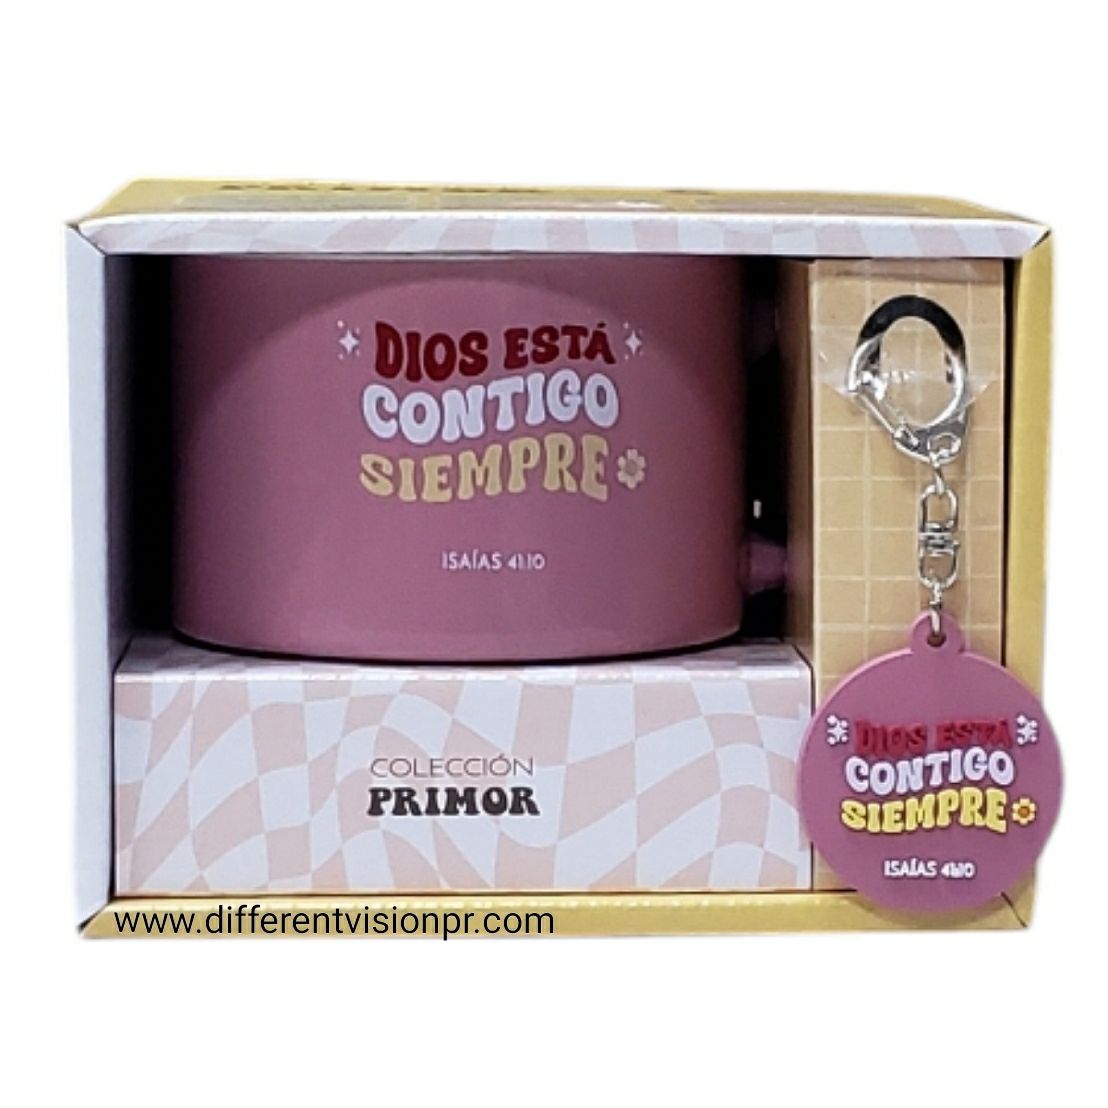 DIOS ESTÁ
CONTIGO
SIEMPRE
ISAÍAS 41:10
COLECCIÓN
PRIMOR
DIOS ESTÁ
CONTIGO
SIEMPRE
ISAÍAS 41:10
www.differentvisionpr.com